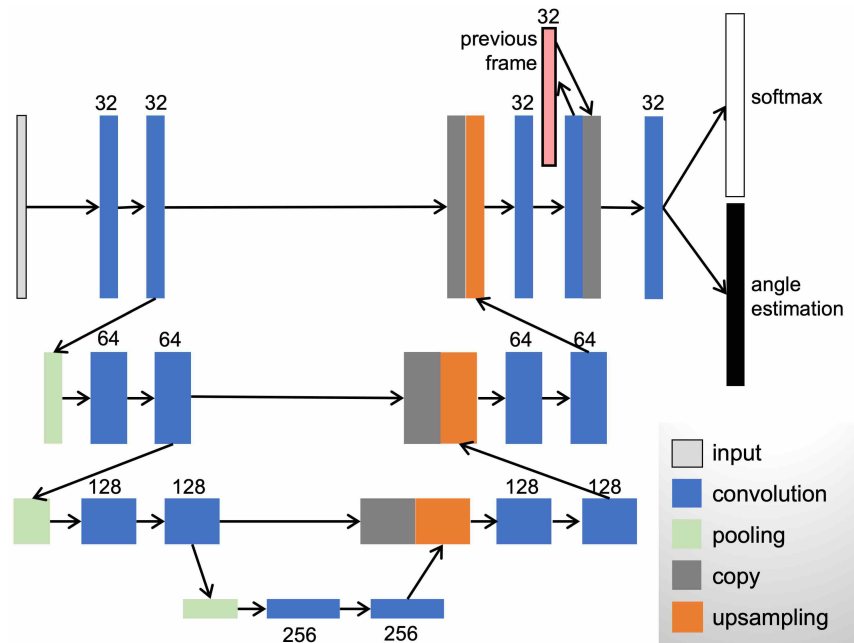 32
previous
frame
softmax
32
32
32
32
angle
estimation
64
64
64
64
input
128
128
128
128
convolution
pooling
copy
256
256
upsampling